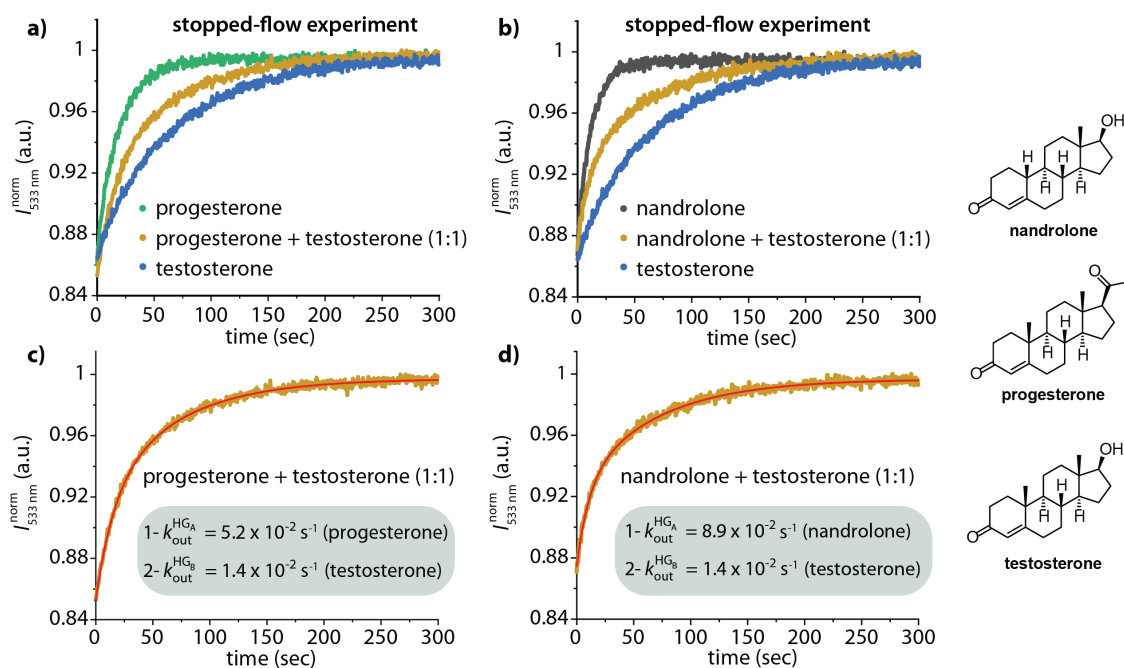 a)
stopped-flow experiment
I norm 533 nm (a.u.)
1
0.96
0.92
0.88
0.84
progesterone
progesterone + testosterone (1:1)
testosterone
0 50 100 150 200 250 300
time (sec)
b)
stopped-flow experiment
I norm 533 nm (a.u.)
1
0.96
0.92
0.88
0.84
nandrolone
nandrolone + testosterone (1:1)
testosterone
0 50 100 150 200 250 300
time (sec)
c)
I norm 533 nm (a.u.)
1
0.96
0.92
0.88
0.84
progesterone + testosterone (1:1)
1- k out HG_A = 5.2 x 10⁻² s⁻¹ (progesterone)
2- k out HG_B = 1.4 x 10⁻² s⁻¹ (testosterone)
0 50 100 150 200 250 300
time (sec)
d)
I norm 533 nm (a.u.)
1
0.96
0.92
0.88
0.84
nandrolone + testosterone (1:1)
1- k out HG_A = 8.9 x 10⁻² s⁻¹ (nandrolone)
2- k out HG_B = 1.4 x 10⁻² s⁻¹ (testosterone)
0 50 100 150 200 250 300
time (sec)
OH
H H
H H
O
nandrolone
O
H
H H
O
progesterone
OH
H
H H
O
testosterone